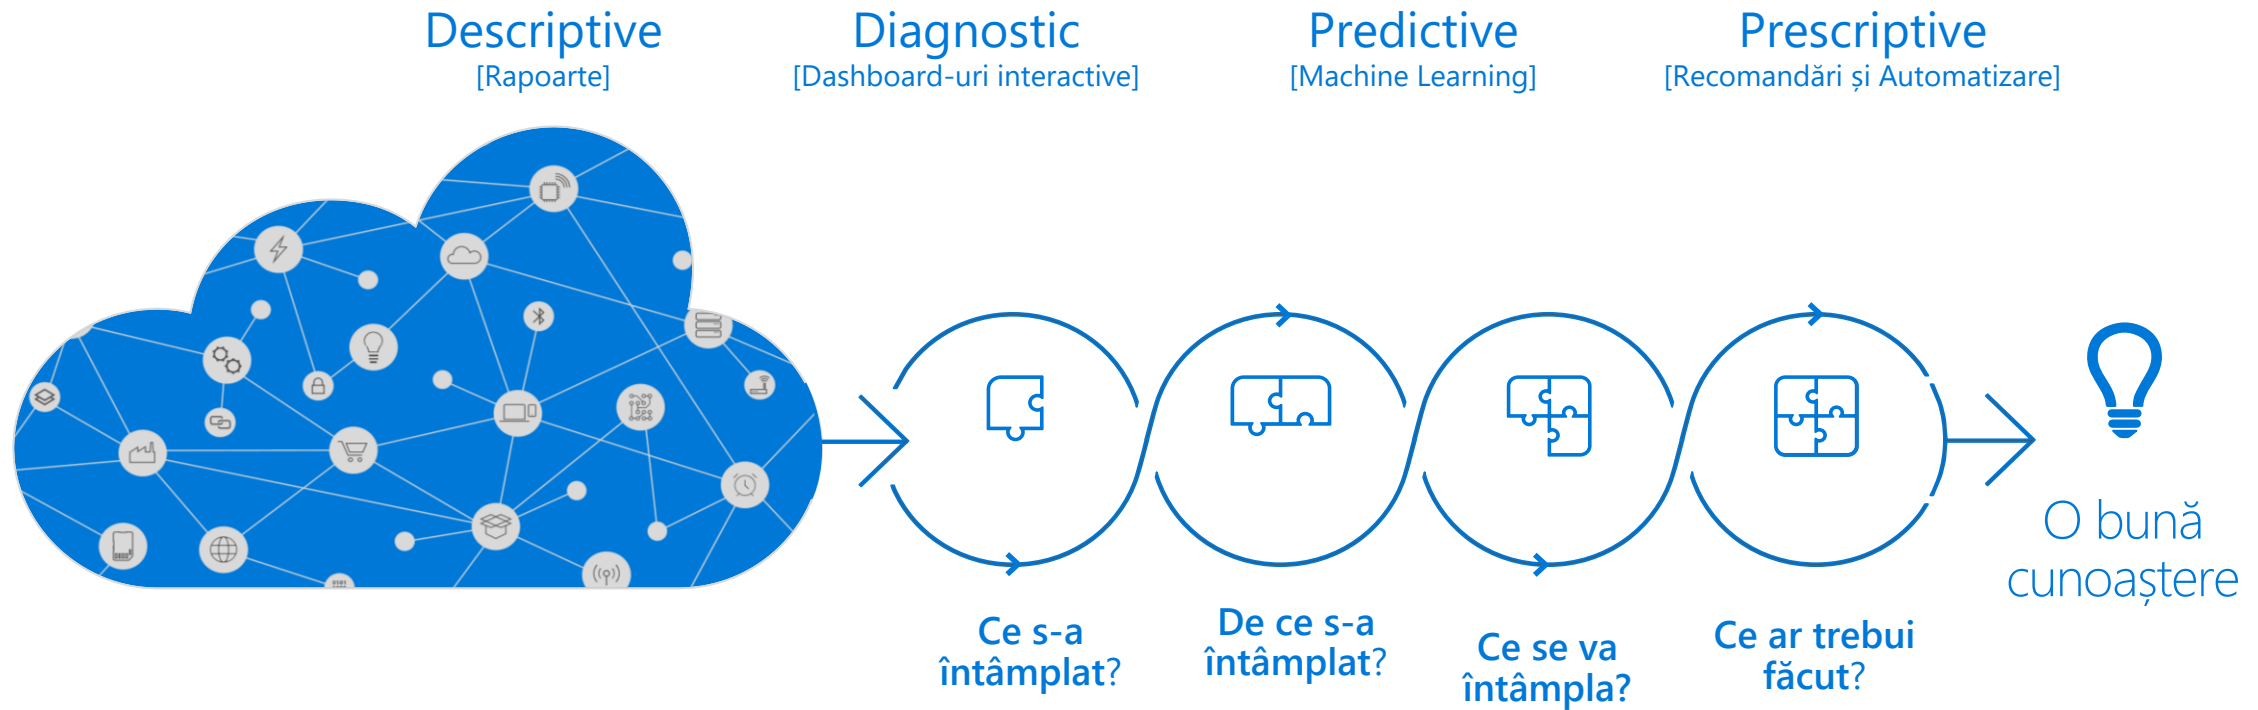 Descriptive
[Rapoarte]
Diagnostic
[Dashboard-uri interactive]
Predictive
[Machine Learning]
Prescriptive
[Recomandări și Automatizare]
Ce s-a
întâmplat?
De ce s-a
întâmplat?
Ce se va
întâmpla?
Ce ar trebui
făcut?
O bună
cunoaștere